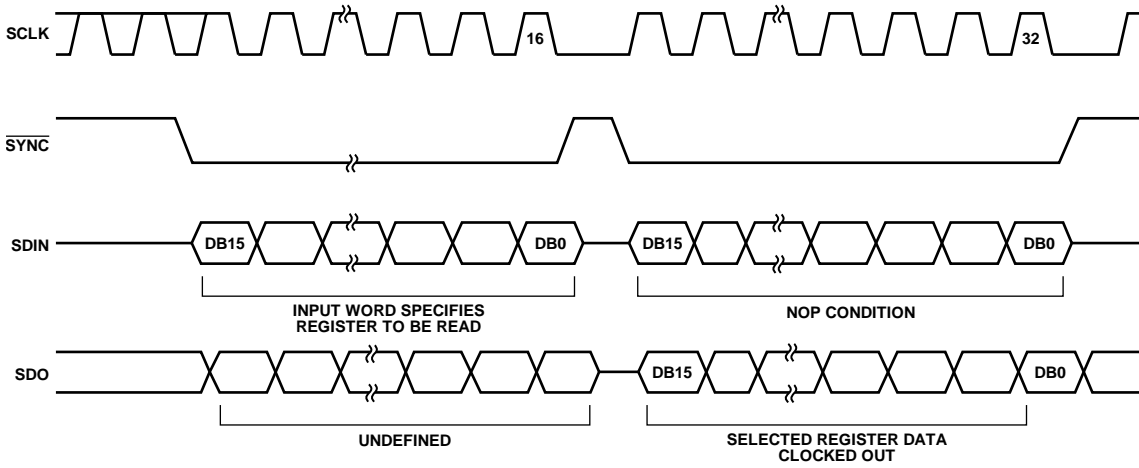 SCLK
16
32
SYNC
SDIN
DB15
DB0
DB15
DB0
INPUT WORD SPECIFIES
REGISTER TO BE READ
NOP CONDITION
SDO
DB15
DB0
UNDEFINED
SELECTED REGISTER DATA
CLOCKED OUT